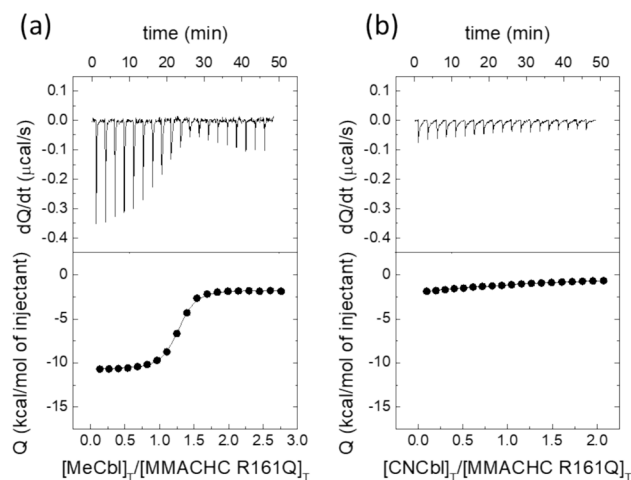 (a)
time (min)
0 10 20 30 40 50
0.1
0.0
-0.1
-0.2
-0.3
-0.4
dQ/dt (μcal/s)
0
-5
-10
-15
Q (kcal/mol of injectant)
0.0 0.5 1.0 1.5 2.0 2.5 3.0
[MeCbl]T/[MMACHC R161Q]T
(b)
time (min)
0 10 20 30 40 50
0.1
0.0
-0.1
-0.2
-0.3
-0.4
dQ/dt (μcal/s)
0
-5
-10
-15
Q (kcal/mol of injectant)
0.0 0.5 1.0 1.5 2.0
[CNCbl]T/[MMACHC R161Q]T